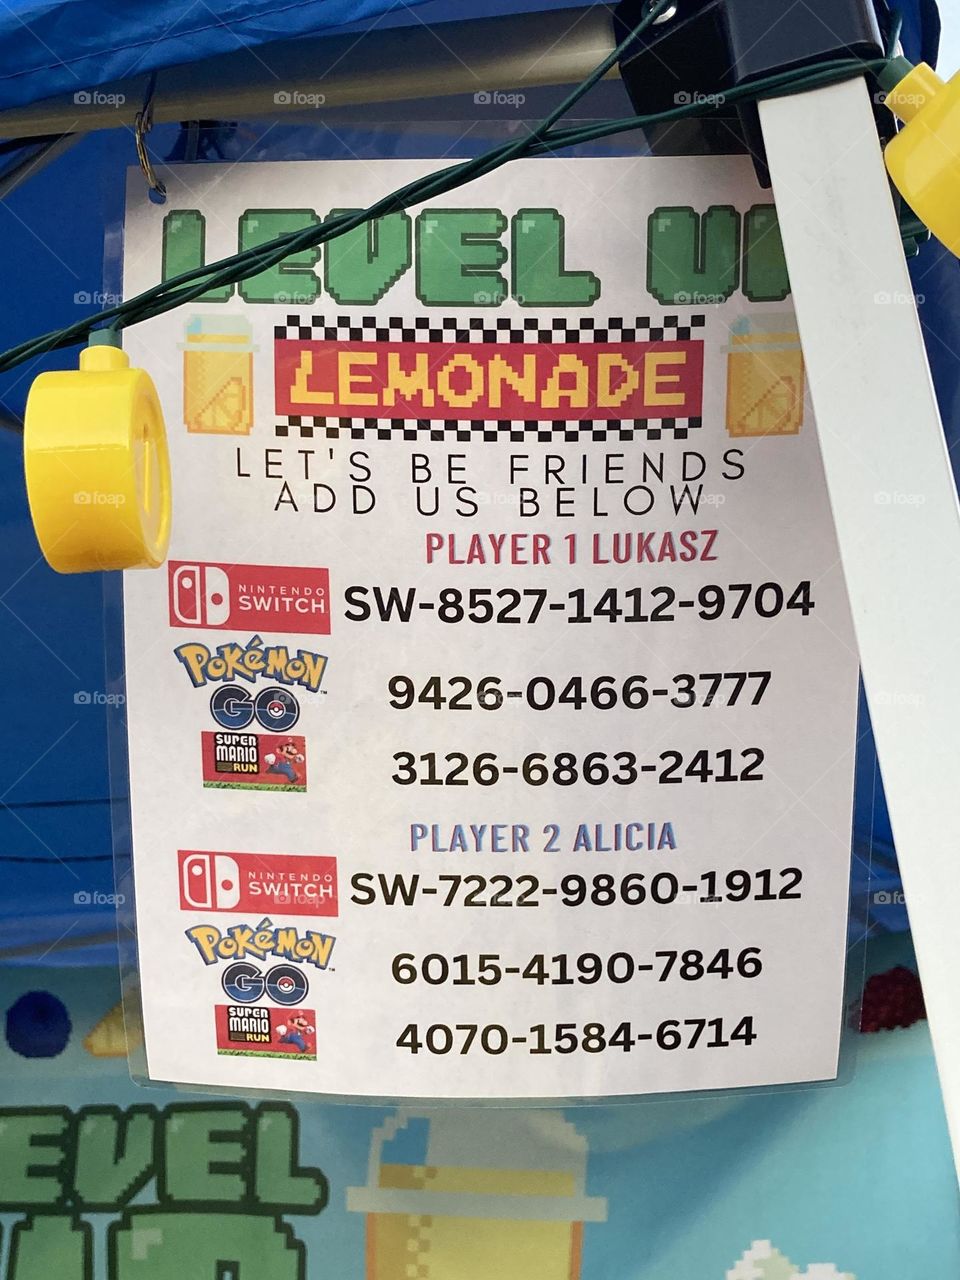 LEVEL U
LEMONADE
LET'S BE FRIENDS
ADD US BELOW
PLAYER 1 LUKASZ
NINTENDO
SWITCH
SW-8527-1412-9704
POKéMON
GO
9426-0466-3777
SUPER
MARIO
RUN
3126-6863-2412
PLAYER 2 ALICIA
NINTENDO
SWITCH
SW-7222-9860-1912
POKéMON
GO
6015-4190-7846
SUPER
MARIO
RUN
4070-1584-6714
EVEL
foap